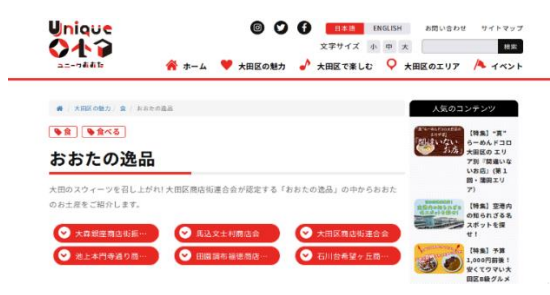 Unique
ユニークおおた
日本語 ENGLISH お問い合わせ サイトマップ
文字サイズ 小 中 大 検索
ホーム 大田区の魅力 大田区で楽しむ 大田区のエリア イベント
大田区の魅力 / 食 / おおたの逸品
食 食べる
おおたの逸品
大田のスウィーツを召し上がれ!大田区商店街連合会が認定する「おおたの逸品」の中からおおた
のお土産をご紹介します。
大森銀座商店街振… 馬込文士村商店会 大田区商店街連合会
池上本門寺通り商… 田園調布福徳商店… 石川台希望ヶ丘商…
人気のコンテンツ
【特集】“真”
らーめんドコロ
大田区の エリ
ア別『間違いな
いお店』(第１
回・蒲田エリ
ア)
【特集】空港内
の知られざる名
スポットを探
せ！
【特集】予算
1,000円前後！
安くてウマい大
田区B級グルメ